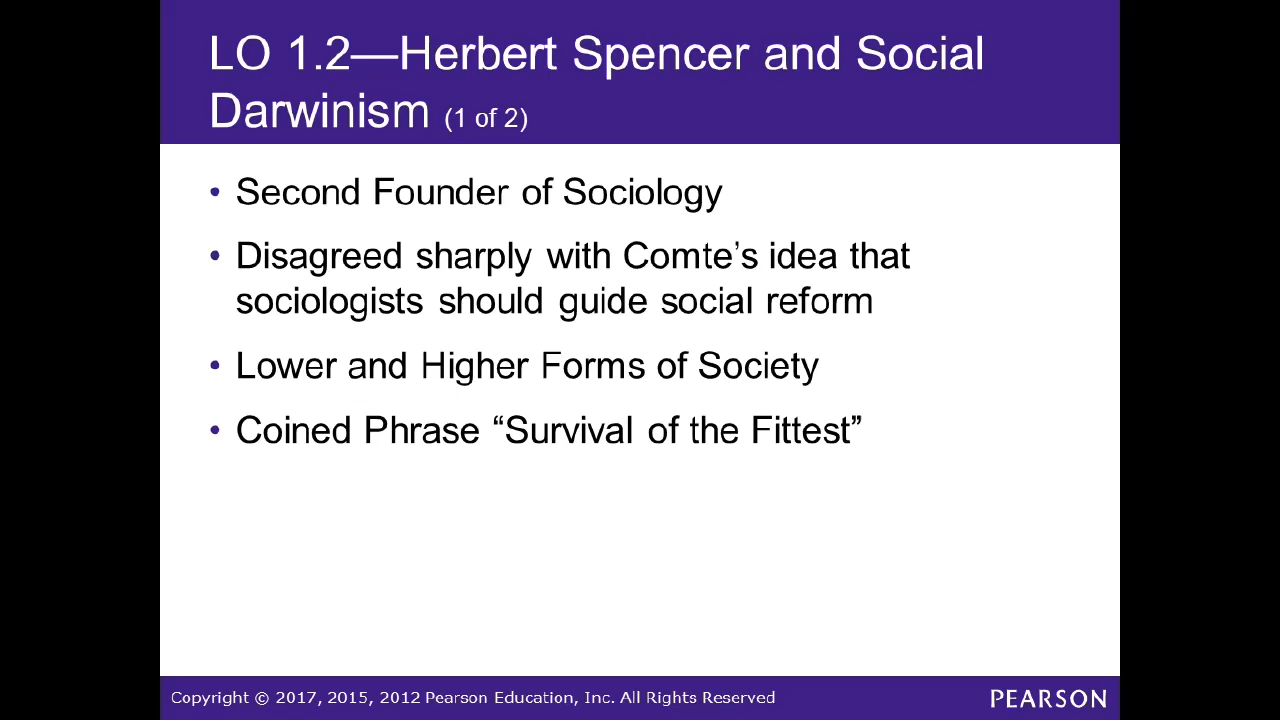 LO 1.2—Herbert Spencer and Social
Darwinism (1 of 2)
• Second Founder of Sociology
• Disagreed sharply with Comte’s idea that
sociologists should guide social reform
• Lower and Higher Forms of Society
• Coined Phrase “Survival of the Fittest”
Copyright © 2017, 2015, 2012 Pearson Education, Inc. All Rights Reserved
PEARSON